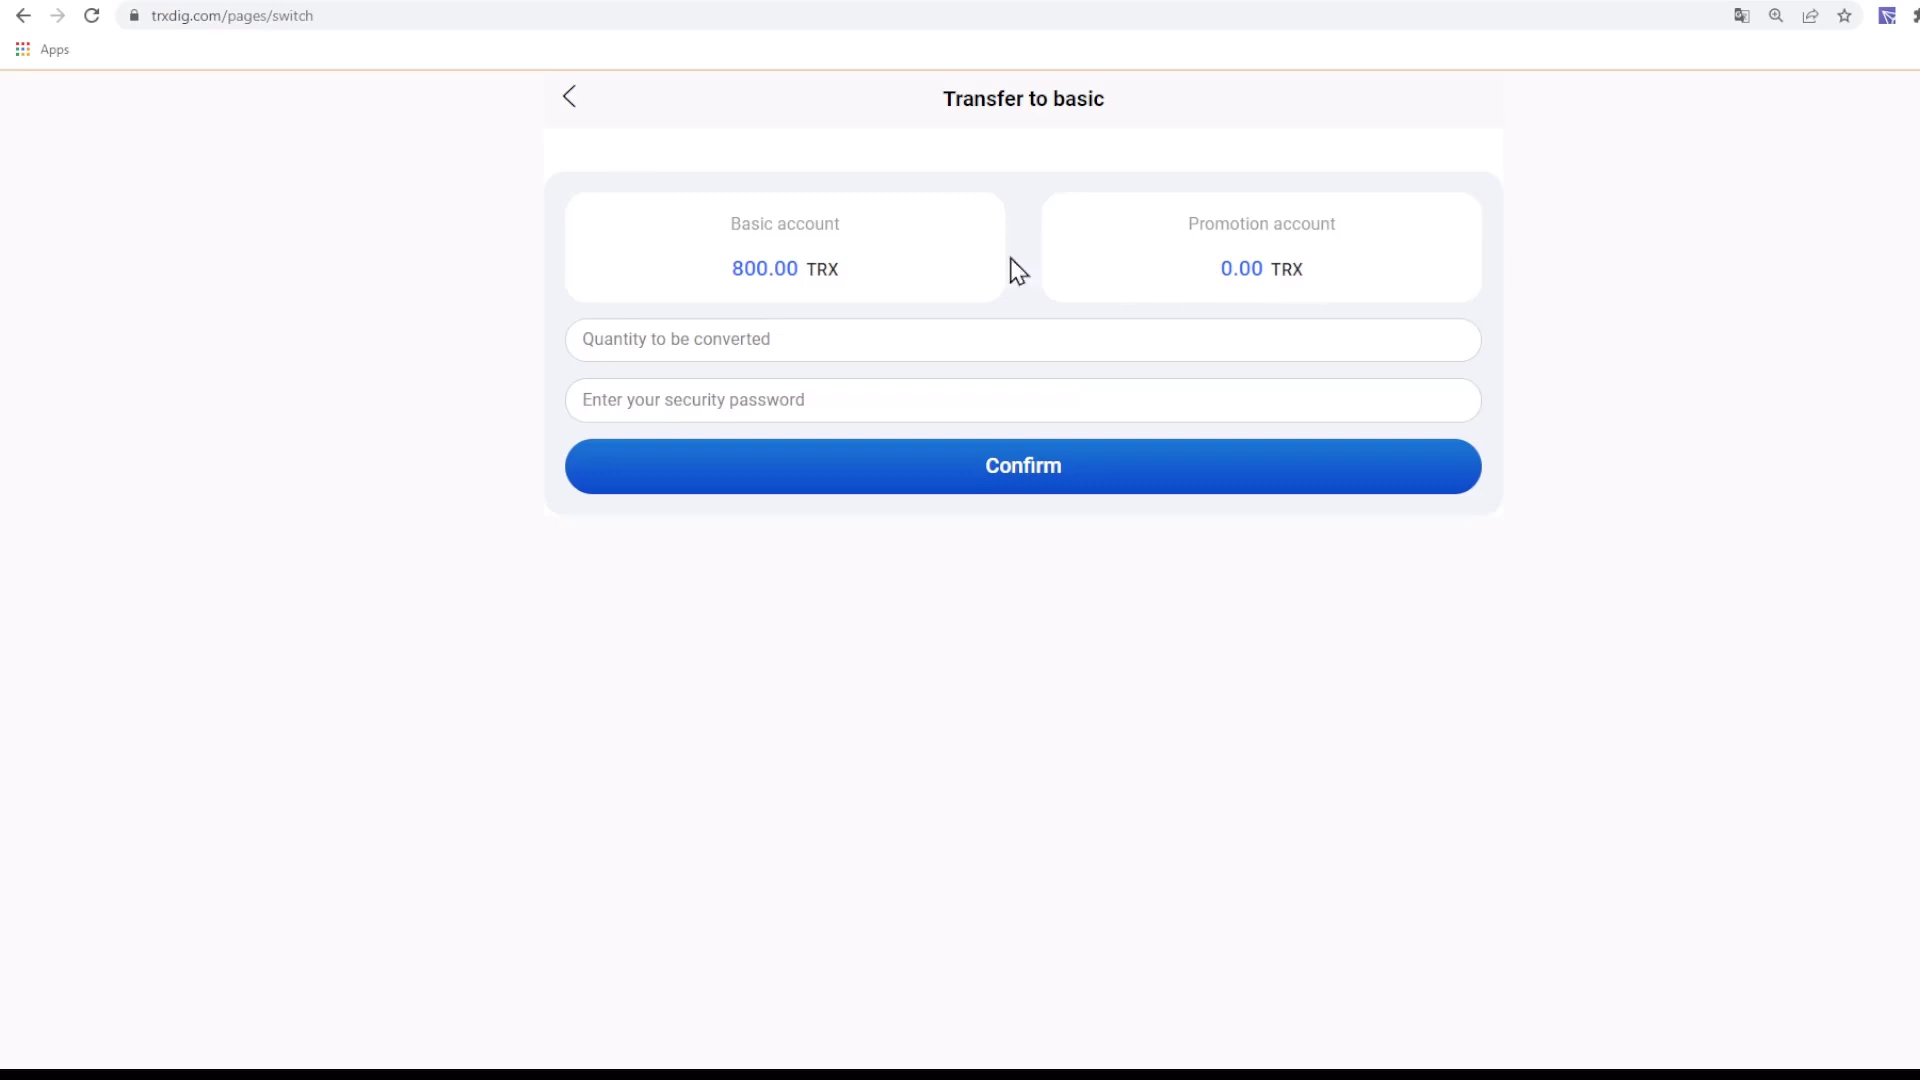 trxdig.com/pages/switch
Apps
Transfer to basic
Basic account
800.00 TRX
Promotion account
0.00 TRX
Quantity to be converted
Enter your security password
Confirm